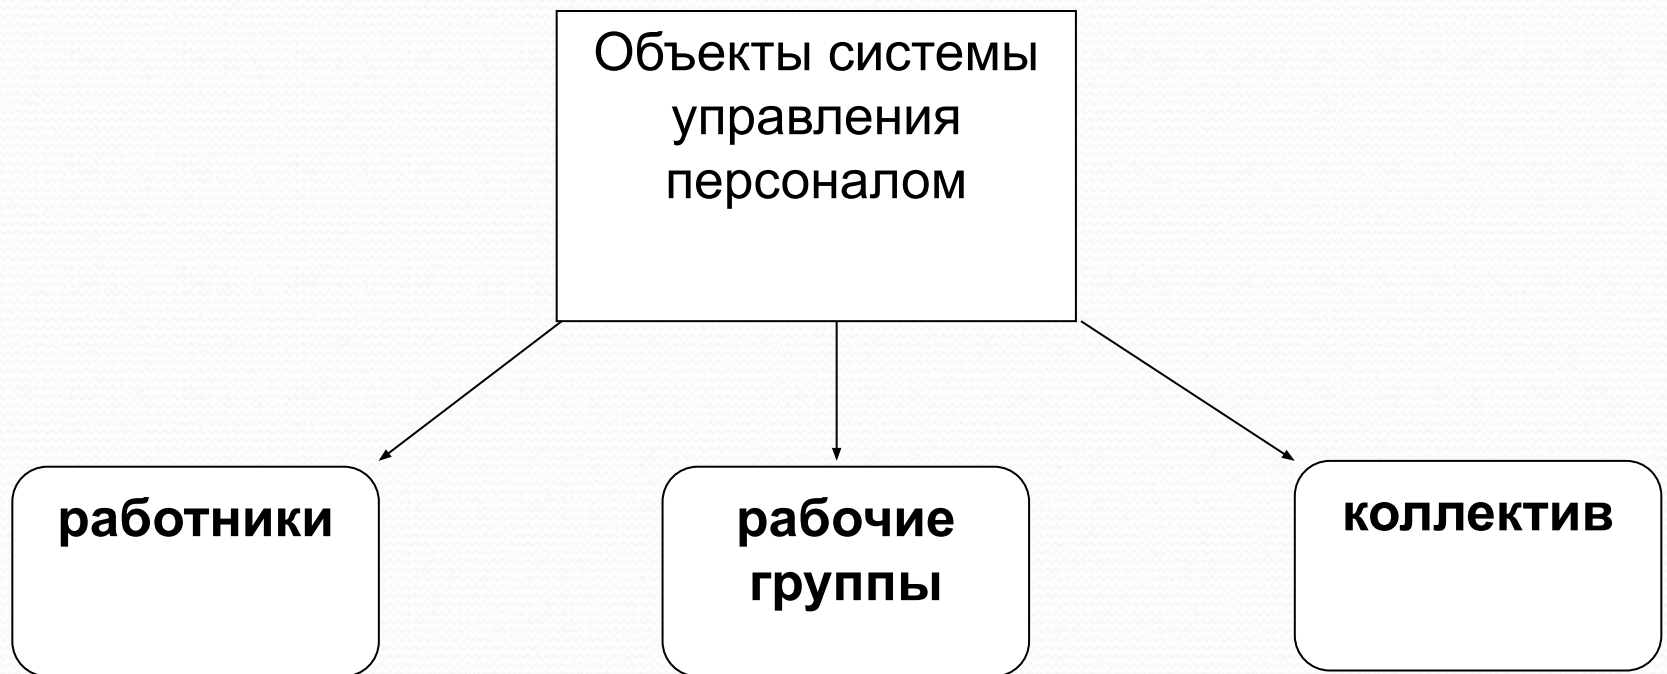 Объекты системы
управления
персоналом
работники
рабочие
группы
коллектив